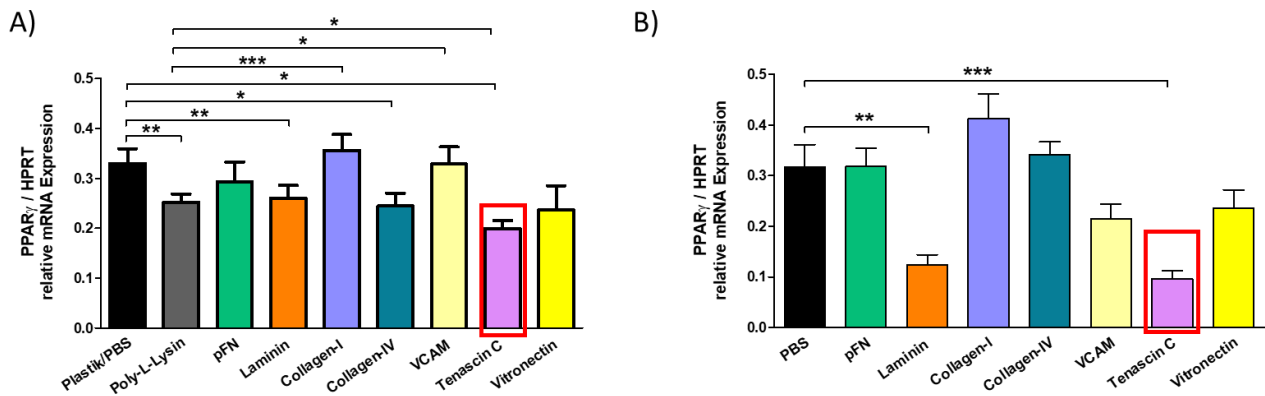 A)
*
*
***
*
*
**
**
PPARγ / HPRT
relative mRNA Expression
0.5
0.4
0.3
0.2
0.1
0.0
Plastik/PBS
Poly-L-Lysin
pFN
Laminin
Collagen-I
Collagen-IV
VCAM
Tenascin C
Vitronectin
B)
***
**
PPARγ / HPRT
relative mRNA Expression
0.5
0.4
0.3
0.2
0.1
0.0
PBS
pFN
Laminin
Collagen-I
Collagen-IV
VCAM
Tenascin C
Vitronectin